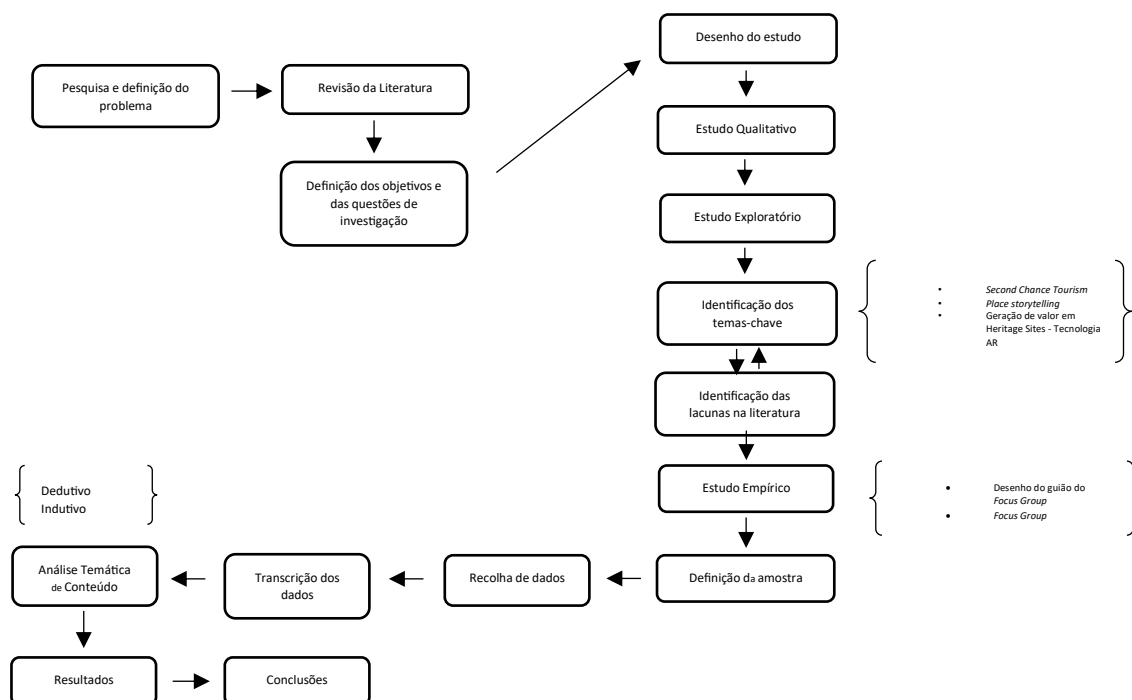 Pesquisa e definição do
problema
Revisão da Literatura
Definição dos objetivos e
das questões de
investigação
Desenho do estudo
Estudo Qualitativo
Estudo Exploratório
Identificação dos
temas-chave
• Second Chance Tourism
• Place storytelling
• Geração de valor em
Heritage Sites - Tecnologia
AR
Identificação das
lacunas na literatura
Estudo Empírico
• Desenho do guião do
Focus Group
• Focus Group
Definição da amostra
Recolha de dados
Transcrição dos
dados
Dedutivo
Indutivo
Análise Temática
de Conteúdo
Resultados
Conclusões